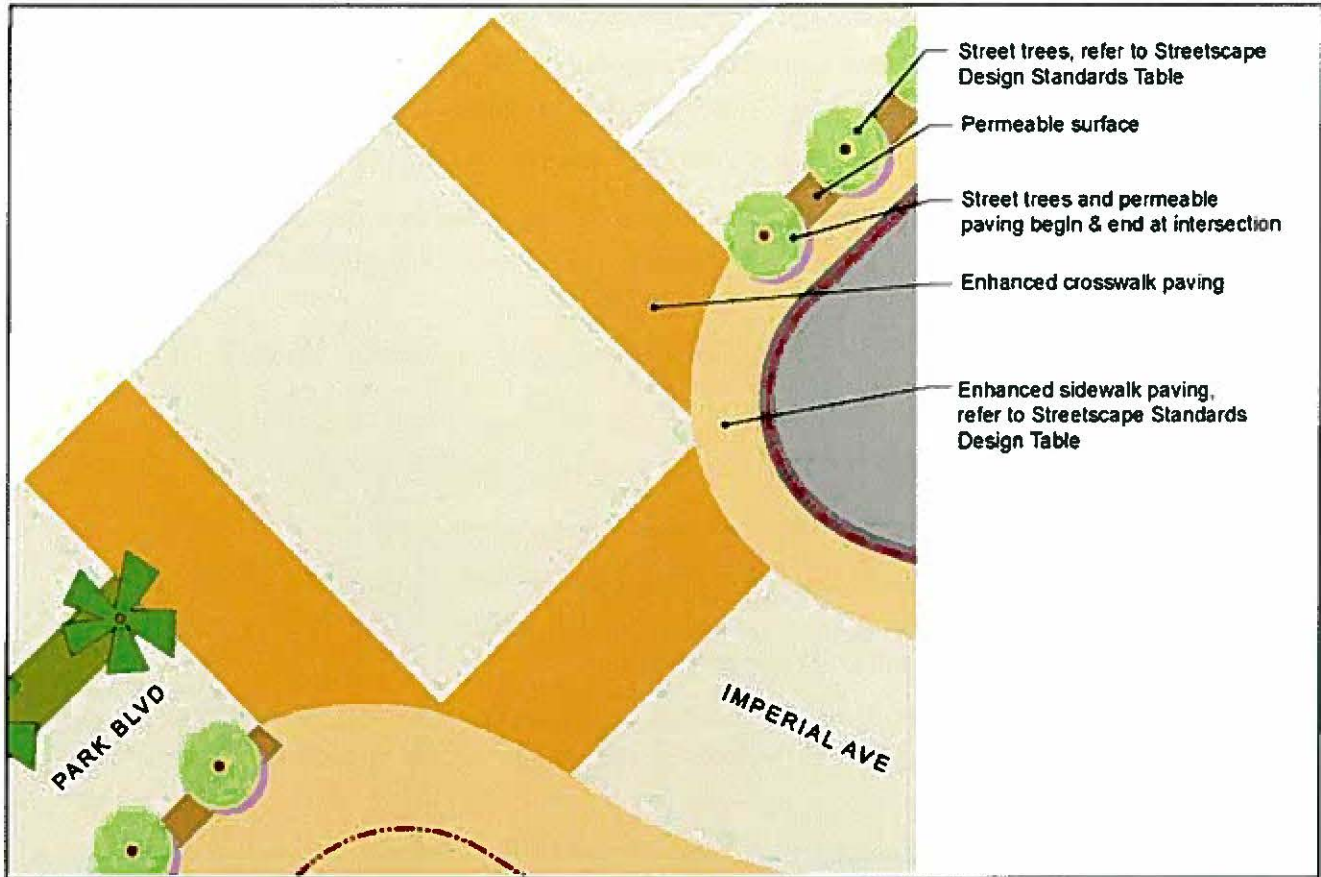 Street trees, refer to Streetscape
Design Standards Table
Permeable surface
Street trees and permeable
paving begin & end at intersection
Enhanced crosswalk paving
Enhanced sidewalk paving,
refer to Streetscape Standards
Design Table
PARK BLVD
IMPERIAL AVE